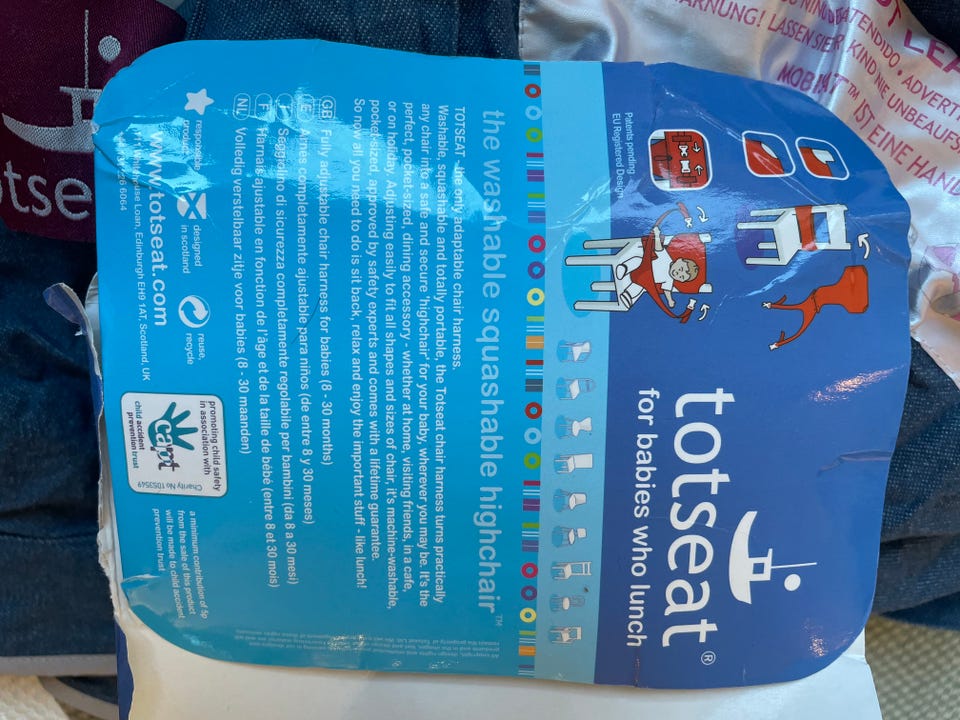 totseat®
for babies who lunch
Patents pending
EU Registered Design
the washable squashable highchair™
TOTSEAT - the only adaptable chair harness.
Washable, squashable and totally portable, the Totseat chair harness turns practically
any chair into a safe and secure 'highchair' for your baby, wherever you may be. It's the
perfect, pocket-sized, dining accessory - whether at home, visiting friends, in a cafe,
or on holiday. Adjusting easily to fit all shapes and sizes of chair, it's machine-washable,
pocket-sized, approved by safety experts and comes with a lifetime guarantee.
So now all you need to do is sit back, relax and enjoy the important stuff - like lunch!
GB Fully adjustable chair harness for babies (8 - 30 months)
E Arnés completamente ajustable para niños (de entre 8 y 30 meses)
I Seggiolino di sicurezza completamente regolabile per bambini (da 8 a 30 mesi)
F Harnais ajustable en fonction de l'âge et de la taille de bébé (entre 8 et 30 mois)
NL Volledig verstelbaar zitje voor babies (8 - 30 maanden)
responsible
product
designed
in scotland
reuse,
recycle
www.totseat.com
Loan, Edinburgh EH9 1AT, Scotland, UK
6064
promoting child safety
in association with
capt
child accident
prevention trust
Charity No 1053549
a minimum contribution of 5p
from the sale of this product
will be made to child accident
prevention trust
otse
NUNG! LASSEN SIE
KIND NIE UNBEAUFS
IST EINE HAND